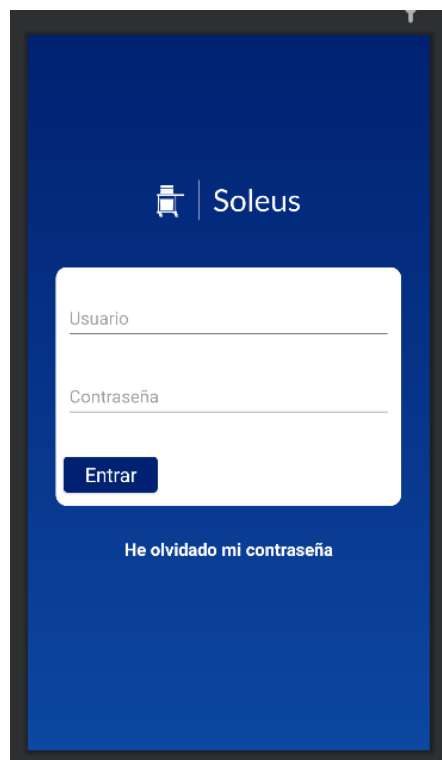 Soleus
Usuario
Contraseña
Entrar
He olvidado mi contraseña